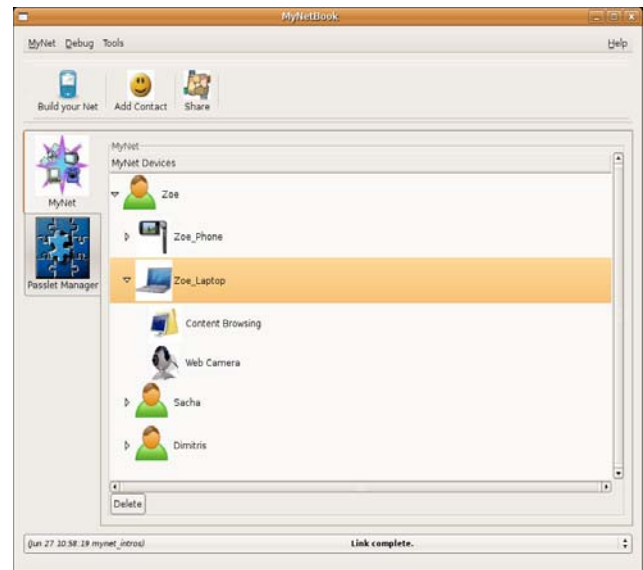 MyNetBook
MyNet Debug Tools Help
Build your Net Add Contact Share
MyNet
MyNet Devices
Zoe
MyNet
Zoe_Phone
Passlet Manager
Zoe_Laptop
Content Browsing
Web Camera
Sacha
Dimitris
Delete
(Jun 27 10:58:19 mynet_intros) Link complete.